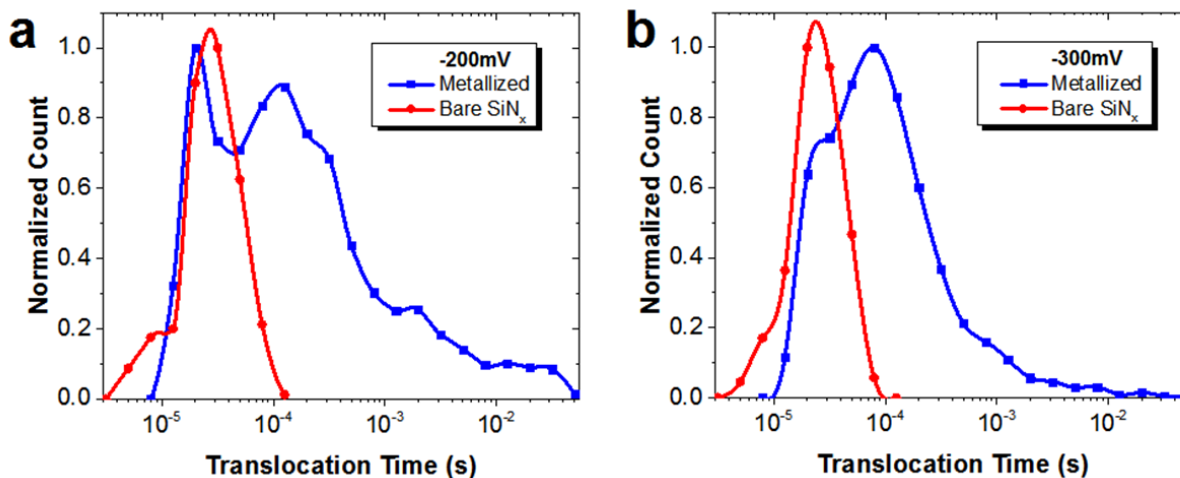 a
-200mV
Metallized
Bare SiNx
Normalized Count
1.0
0.8
0.6
0.4
0.2
0.0
10-5
10-4
10-3
10-2
Translocation Time (s)
b
-300mV
Metallized
Bare SiNx
Normalized Count
1.0
0.8
0.6
0.4
0.2
0.0
10-5
10-4
10-3
10-2
Translocation Time (s)